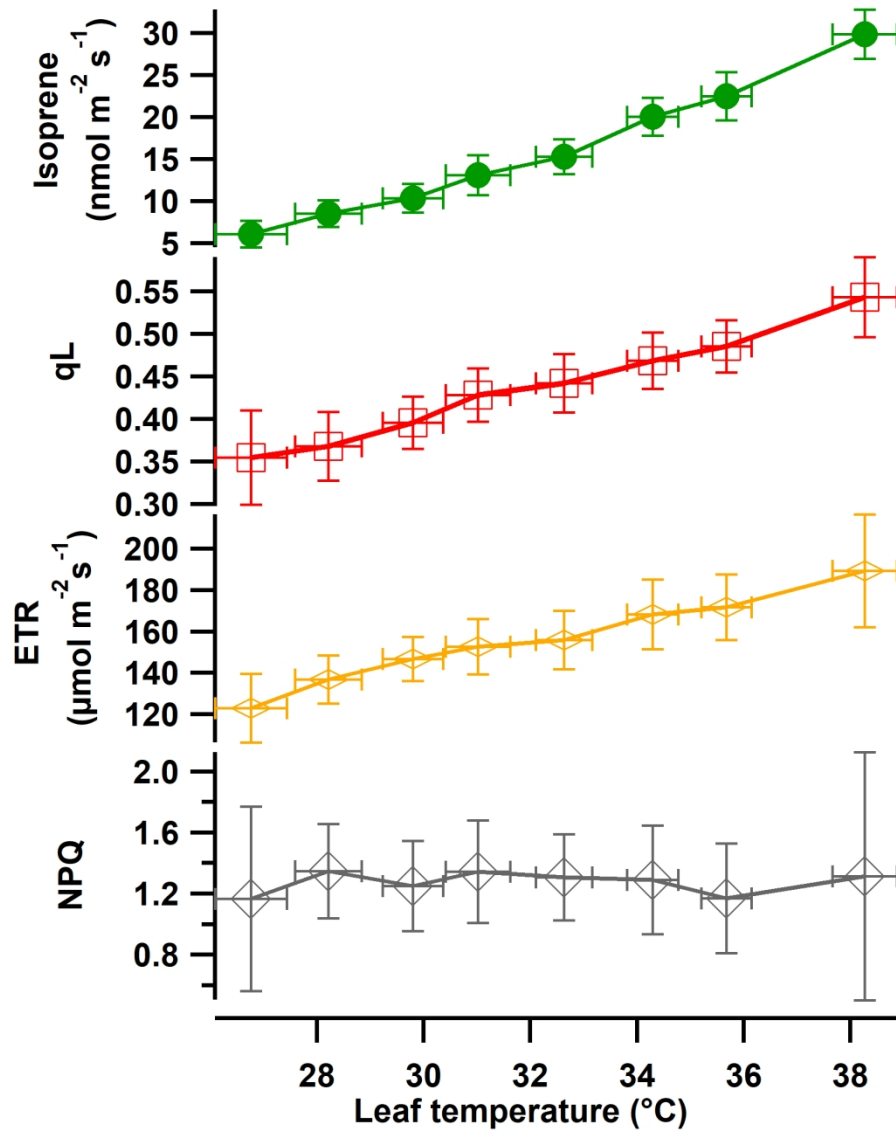 Isoprene
(nmol m⁻² s⁻¹)
30
25
20
15
10
5
qL
0.55
0.50
0.45
0.40
0.35
0.30
ETR
(µmol m⁻² s⁻¹)
200
180
160
140
120
NPQ
2.0
1.6
1.2
0.8
28 30 32 34 36 38
Leaf temperature (°C)